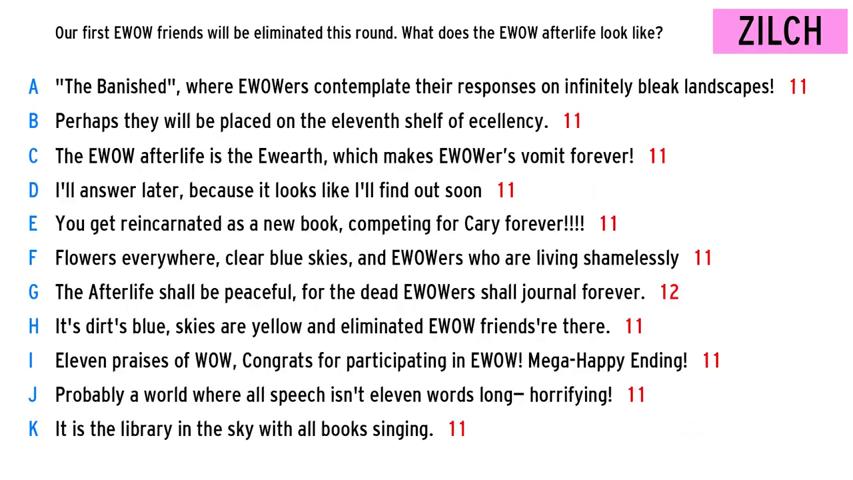 Our first EWOW friends will be eliminated this round. What does the EWOW afterlife look like?
ZILCH
A "The Banished", where EWOWers contemplate their responses on infinitely bleak landscapes! 11
B Perhaps they will be placed on the eleventh shelf of ecellency. 11
C The EWOW afterlife is the Ewearth, which makes EWOWer's vomit forever! 11
D I'll answer later, because it looks like I'll find out soon 11
E You get reincarnated as a new book, competing for Cary forever!!!! 11
F Flowers everywhere, clear blue skies, and EWOWers who are living shamelessly 11
G The Afterlife shall be peaceful, for the dead EWOWers shall journal forever. 12
H It's dirt's blue, skies are yellow and eliminated EWOW friends're there. 11
I Eleven praises of WOW, Congrats for participating in EWOW! Mega-Happy Ending! 11
J Probably a world where all speech isn't eleven words long— horrifying! 11
K It is the library in the sky with all books singing. 11